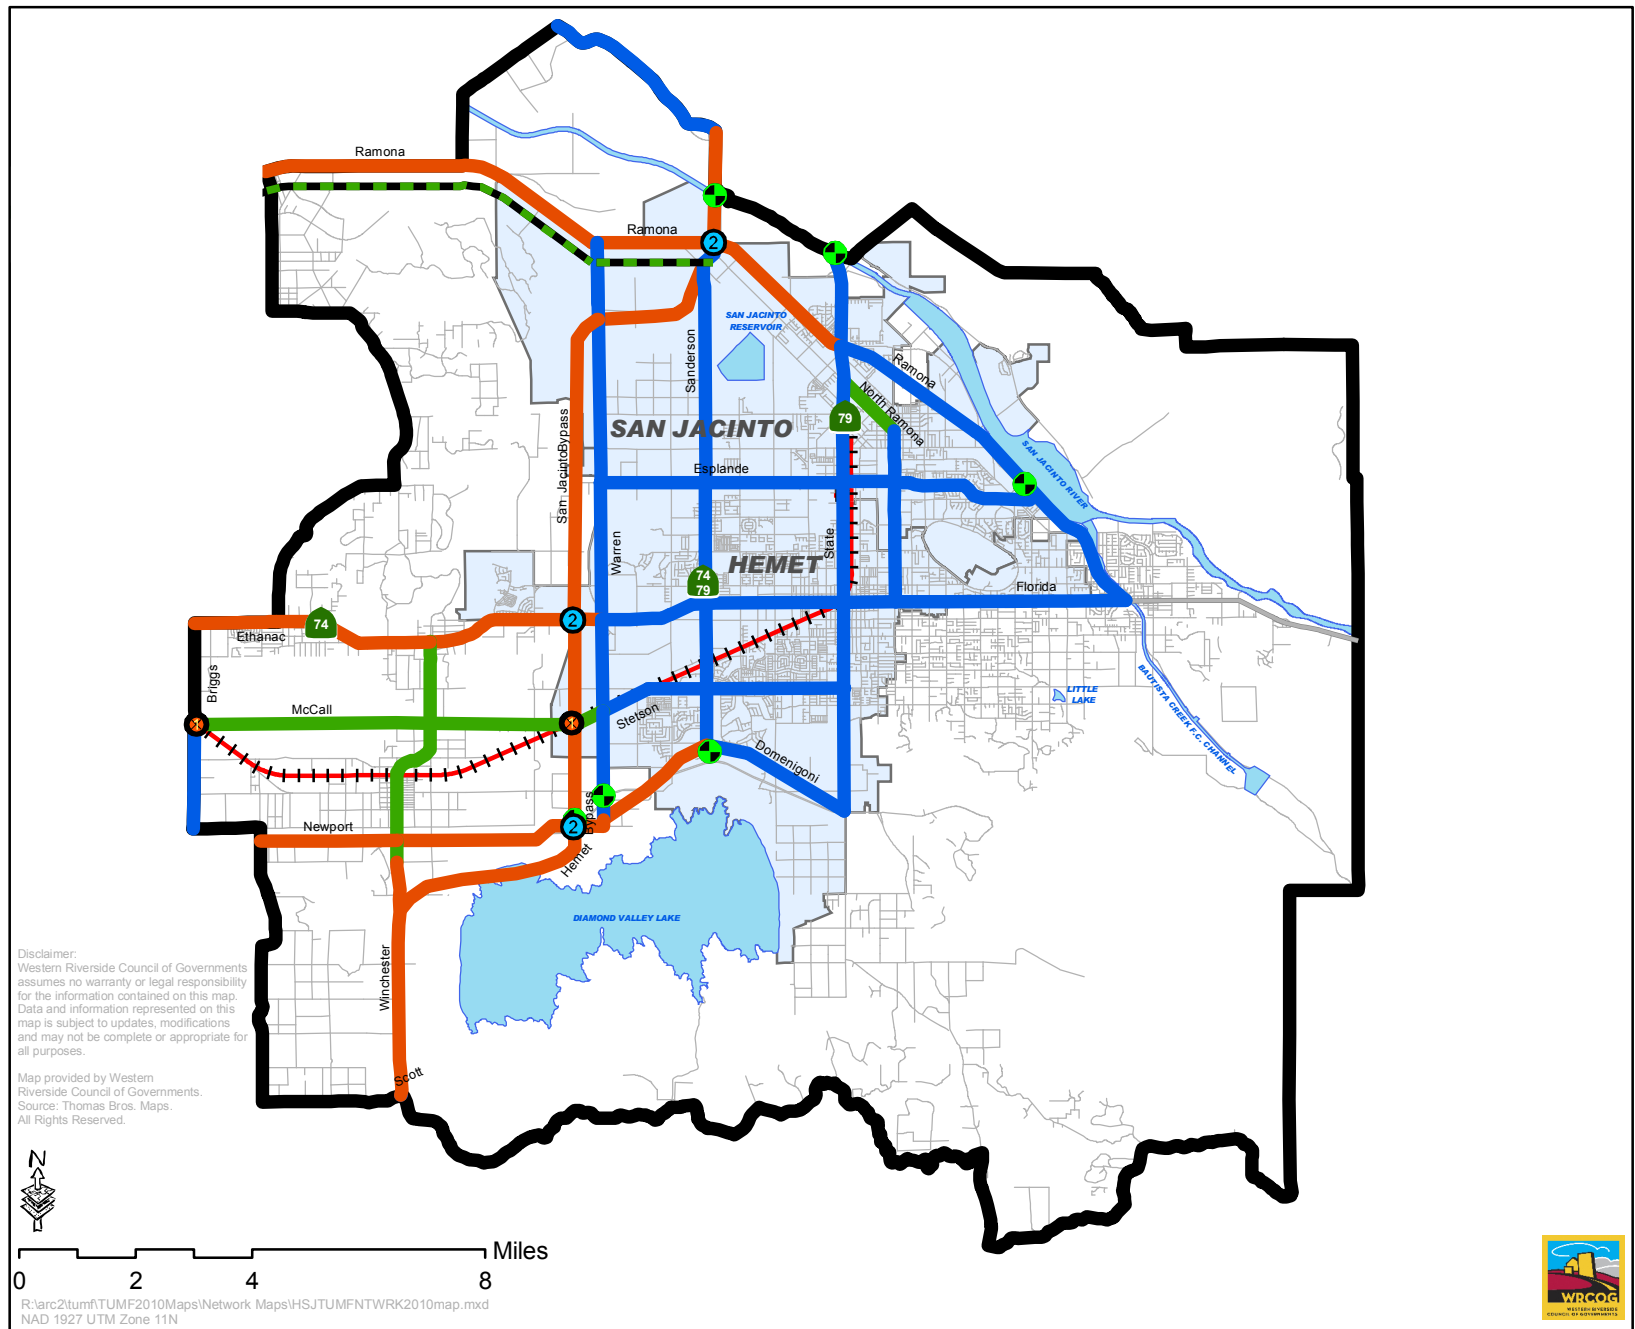 Ramona
Ramona
2
SAN JACINTO
RESERVOIR
Sanderson
Ramona
North Ramona
79
SAN JACINTO
San JacintoBypass
Esplande
SAN JACINTO RIVER
Warren
State
HEMET
74
79
Florida
74
2
Ethanac
Briggs
BAUTISTA CREEK F.C. CHANNEL
LITTLE
LAKE
McCall
Stetson
Domenigoni
Bypass
Newport
2
Hemet
DIAMOND VALLEY LAKE
Winchester
Scott
Disclaimer:
Western Riverside Council of Governments
assumes no warranty or legal responsibility
for the information contained on this map.
Data and information represented on this
map is subject to updates, modifications
and may not be complete or appropriate for
all purposes.
Map provided by Western
Riverside Council of Governments.
Source: Thomas Bros. Maps.
All Rights Reserved.
N
Miles
0 2 4 8
R:\arc2\tumf\TUMF2010Maps\Network Maps\HSJTUMFNTWRK2010map.mxd
NAD 1927 UTM Zone 11N
WRCOG
WESTERN RIVERSIDE
COUNCIL OF GOVERNMENTS